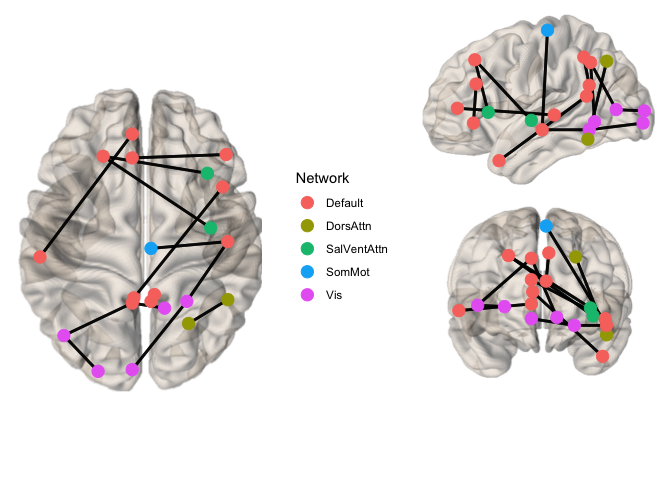 Network
Default
DorsAttn
SalVentAttn
SomMot
Vis